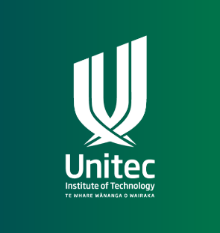 Unitec
Institute of Technology
TE WHARE WĀNANGA O WAIRAKA